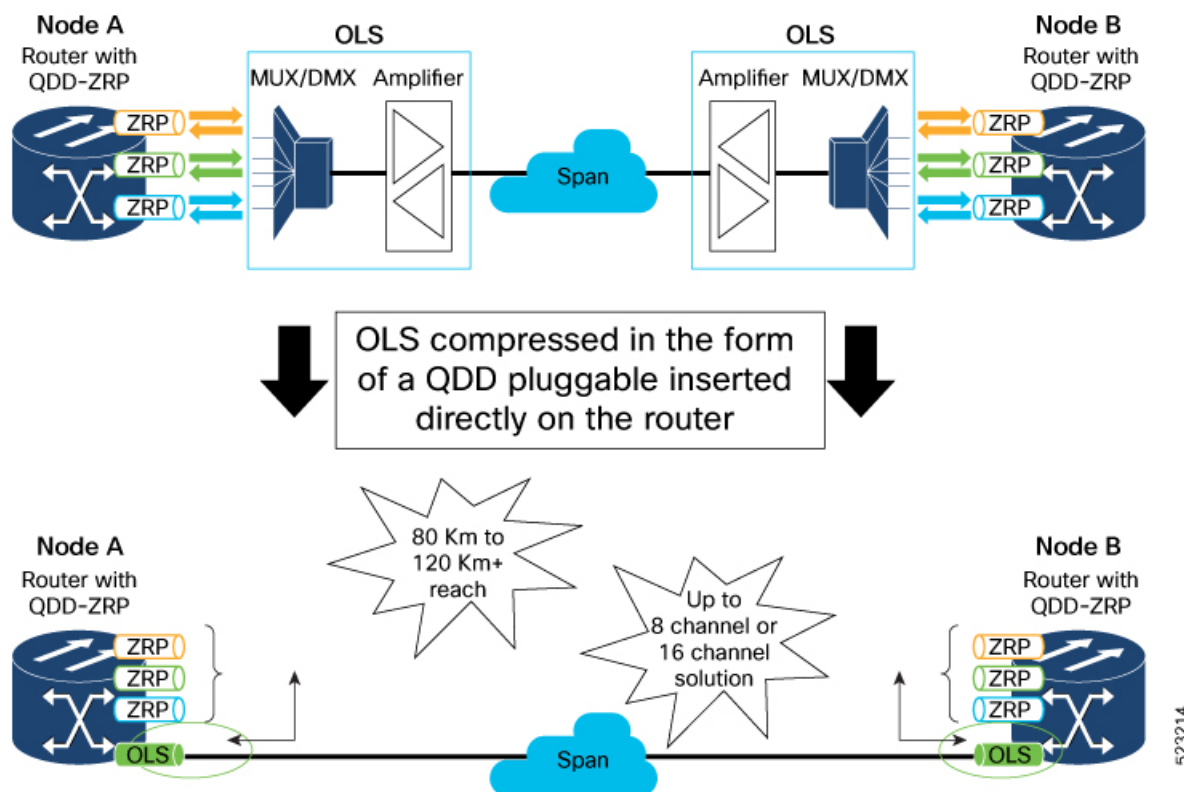 Node A
Router with
QDD-ZRP
ZRP
ZRP
ZRP
OLS
MUX/DMX
Amplifier
Span
OLS
Amplifier
MUX/DMX
Node B
Router with
QDD-ZRP
ZRP
ZRP
ZRP
OLS compressed in the form
of a QDD pluggable inserted
directly on the router
80 Km to
120 Km+
reach
Up to
8 channel or
16 channel
solution
Node A
Router with
QDD-ZRP
ZRP
ZRP
ZRP
OLS
Span
Node B
Router with
QDD-ZRP
ZRP
ZRP
ZRP
OLS
523214